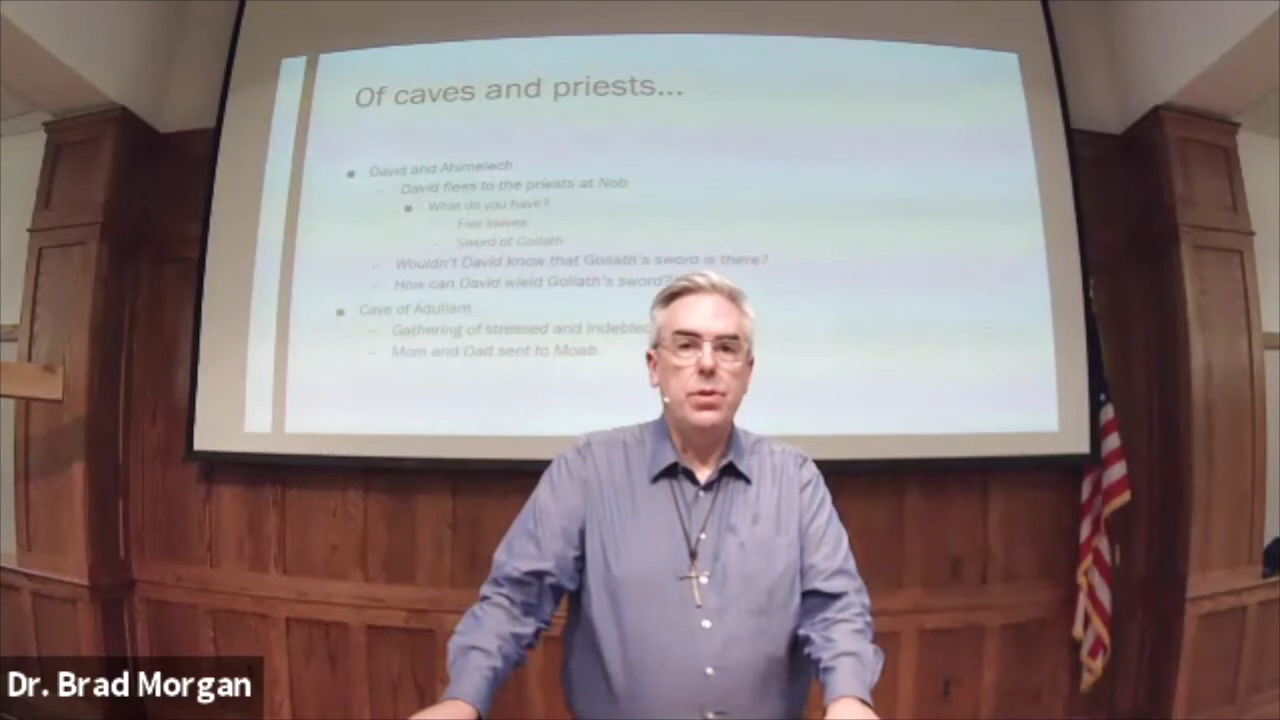 Of caves and priests...
David and Ahimelech
David flees to the priests at Nob
What do you have?
Five loaves
Sword of Goliath
Wouldn't David know that Goliath's sword is there?
How can David wield Goliath's sword?
Cave of Adullam
Gathering of stressed and indebted
Mom and Dad sent to Moab
Dr. Brad Morgan